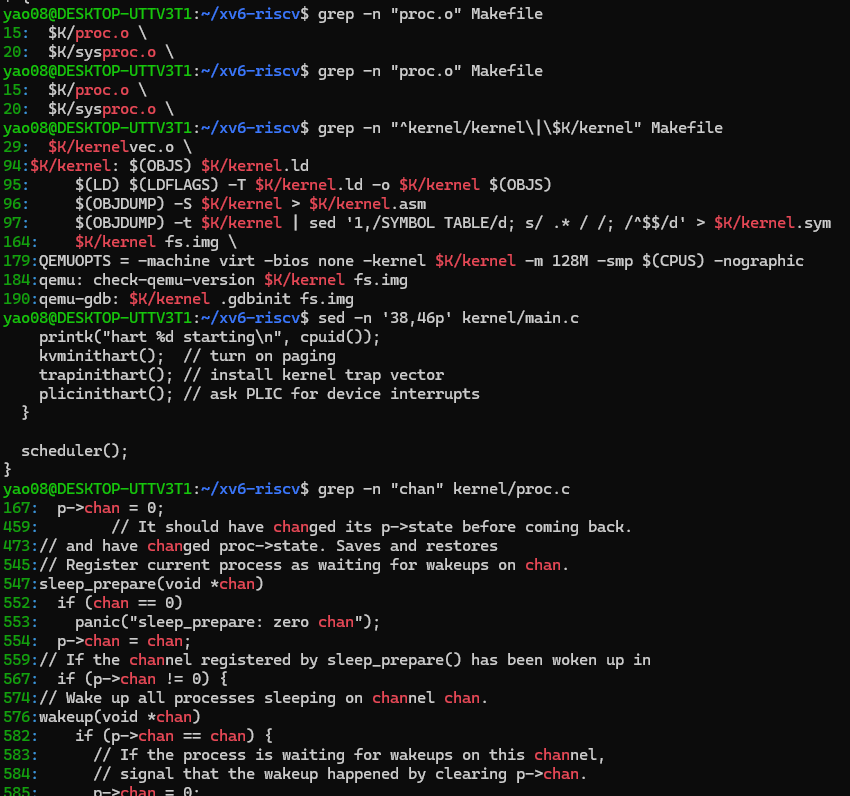 yao08@DESKTOP-UTTV3T1:~/xv6-riscv$ grep -n "proc.o" Makefile
15:  $K/proc.o \
20:  $K/sysproc.o \
yao08@DESKTOP-UTTV3T1:~/xv6-riscv$ grep -n "proc.o" Makefile
15:  $K/proc.o \
20:  $K/sysproc.o \
yao08@DESKTOP-UTTV3T1:~/xv6-riscv$ grep -n "^kernel/kernel\|\$K/kernel" Makefile
29:  $K/kernelvec.o \
94:$K/kernel: $(OBJS) $K/kernel.ld
95:     $(LD) $(LDFLAGS) -T $K/kernel.ld -o $K/kernel $(OBJS)
96:     $(OBJDUMP) -S $K/kernel > $K/kernel.asm
97:     $(OBJDUMP) -t $K/kernel | sed '1,/SYMBOL TABLE/d; s/ .* / /; /^$$/d' > $K/kernel.sym
164:    $K/kernel fs.img \
179:QEMUOPTS = -machine virt -bios none -kernel $K/kernel -m 128M -smp $(CPUS) -nographic
184:qemu: check-qemu-version $K/kernel fs.img
190:qemu-gdb: $K/kernel .gdbinit fs.img
yao08@DESKTOP-UTTV3T1:~/xv6-riscv$ sed -n '38,46p' kernel/main.c
    printk("hart %d starting\n", cpuid());
    kvminithart();  // turn on paging
    trapinithart(); // install kernel trap vector
    plicinithart(); // ask PLIC for device interrupts
  }

  scheduler();
}
yao08@DESKTOP-UTTV3T1:~/xv6-riscv$ grep -n "chan" kernel/proc.c
167:  p->chan = 0;
459:        // It should have changed its p->state before coming back.
473:// and have changed proc->state. Saves and restores
545:// Register current process as waiting for wakeups on chan.
547:sleep_prepare(void *chan)
552:  if (chan == 0)
553:    panic("sleep_prepare: zero chan");
554:  p->chan = chan;
559:// If the channel registered by sleep_prepare() has been woken up in
567:  if (p->chan != 0) {
574:// Wake up all processes sleeping on channel chan.
576:wakeup(void *chan)
582:    if (p->chan == chan) {
583:      // If the process is waiting for wakeups on this channel,
584:      // signal that the wakeup happened by clearing p->chan.
585:      p->chan = 0;